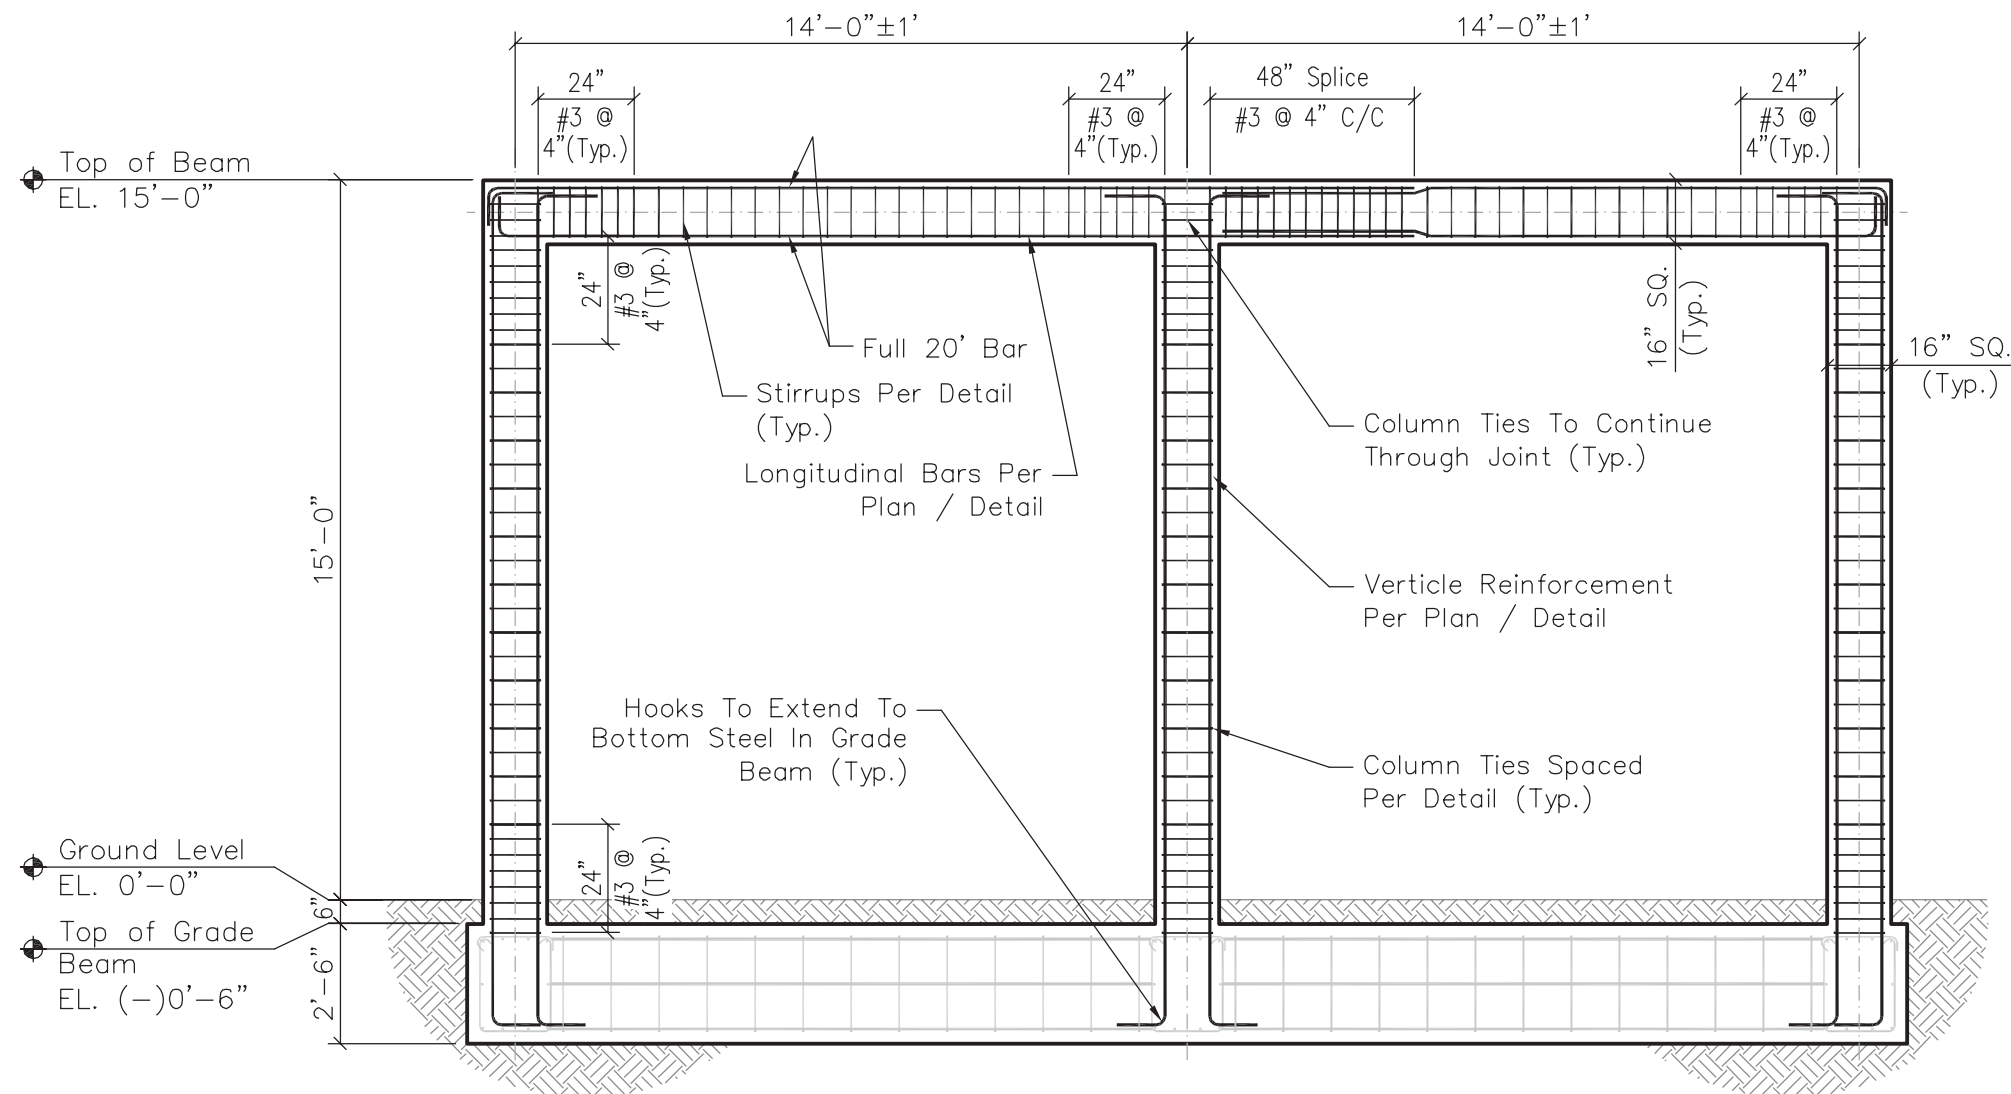 14'-0"±1'
14'-0"±1'
24"
#3 @
4"(Typ.)
24"
#3 @
4"(Typ.)
48" Splice
#3 @ 4" C/C
24"
#3 @
4"(Typ.)
Top of Beam
EL. 15'-0"
24"
#3 @
4"(Typ.)
16" SQ.
(Typ.)
16" SQ.
(Typ.)
Full 20' Bar
Stirrups Per Detail
(Typ.)
Longitudinal Bars Per
Plan / Detail
Column Ties To Continue
Through Joint (Typ.)
15'-0"
Verticle Reinforcement
Per Plan / Detail
Hooks To Extend To
Bottom Steel In Grade
Beam (Typ.)
Column Ties Spaced
Per Detail (Typ.)
24"
#3 @
4"(Typ.)
Ground Level
EL. 0'-0"
6"
Top of Grade
Beam
EL. (-)0'-6"
2'-6"